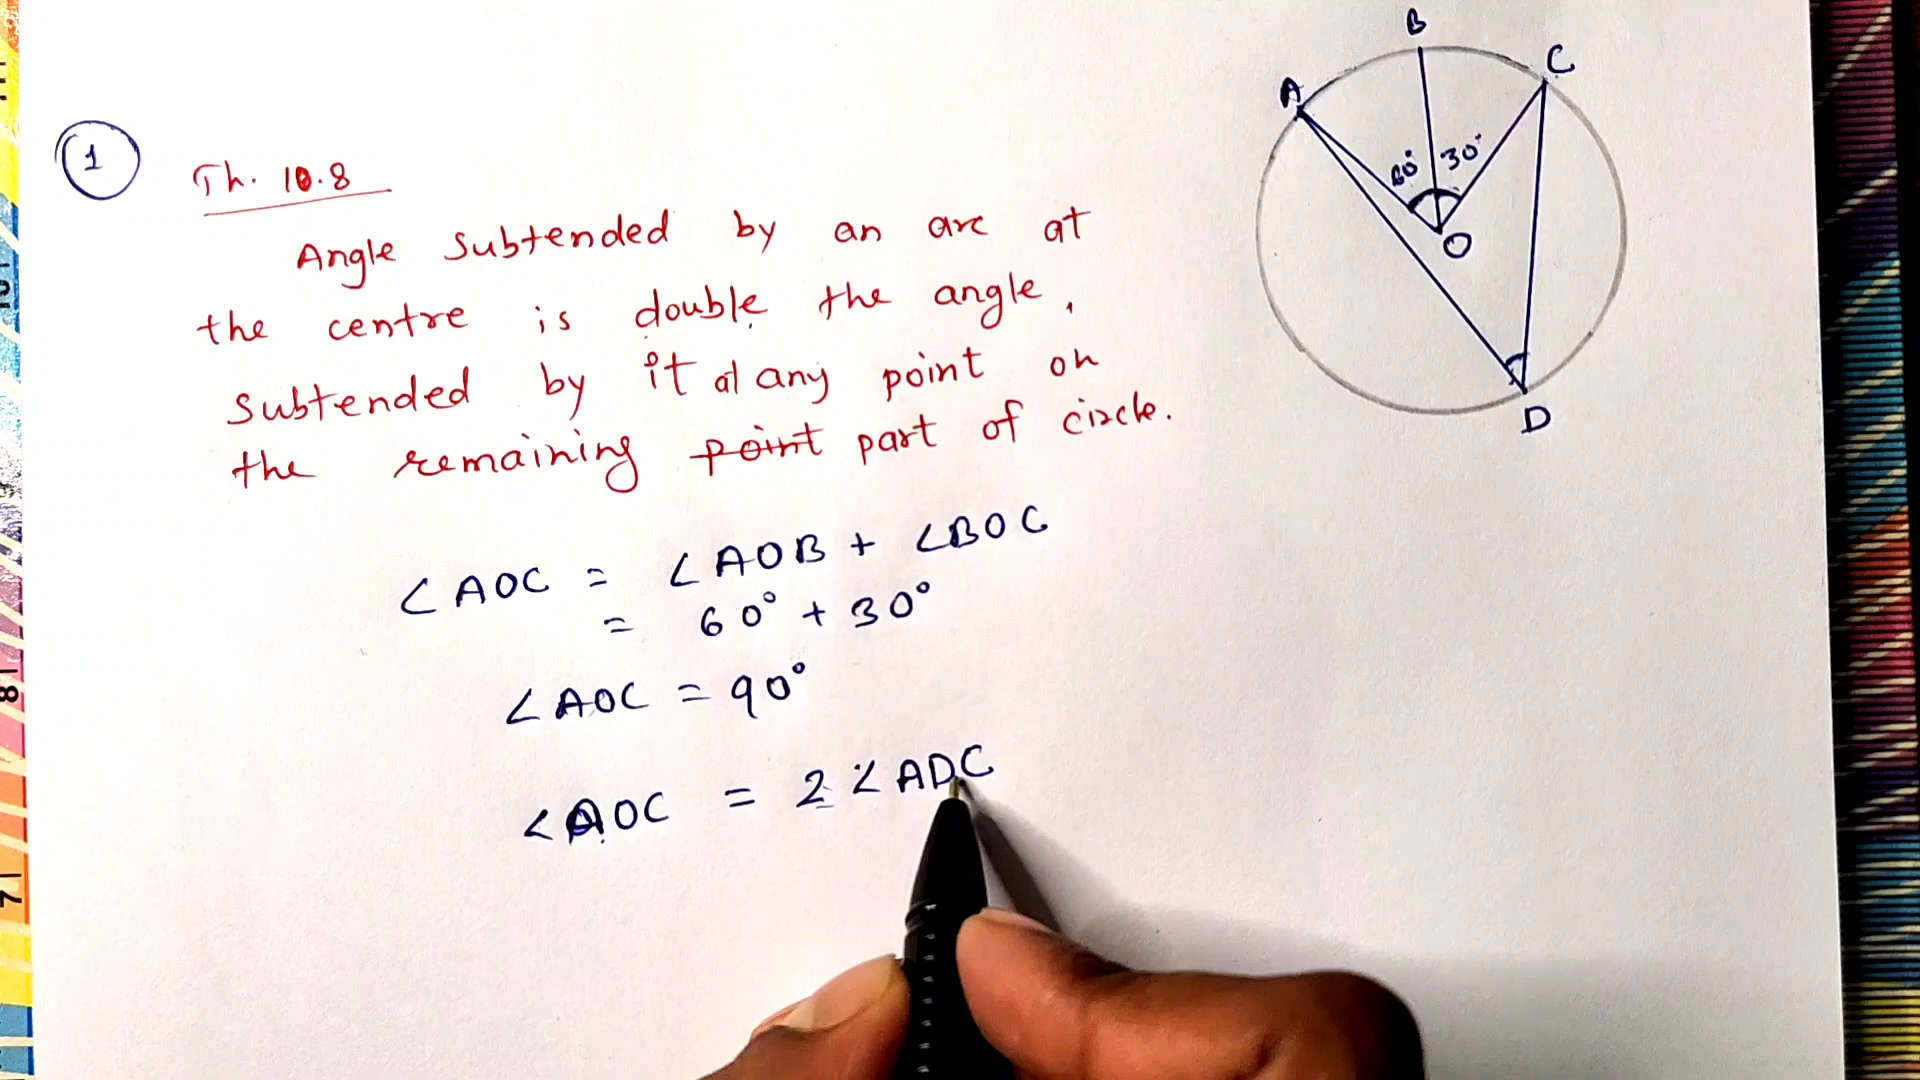 1
Th. 10.8
Angle subtended by an arc at
the centre is double the angle,
subtended by it at any point on
the remaining point part of circle.
∠AOC = ∠AOB + ∠BOC
= 60° + 30°
∠AOC = 90°
∠AOC = 2∠ADC
B
C
A
60° 30°
O
D
8